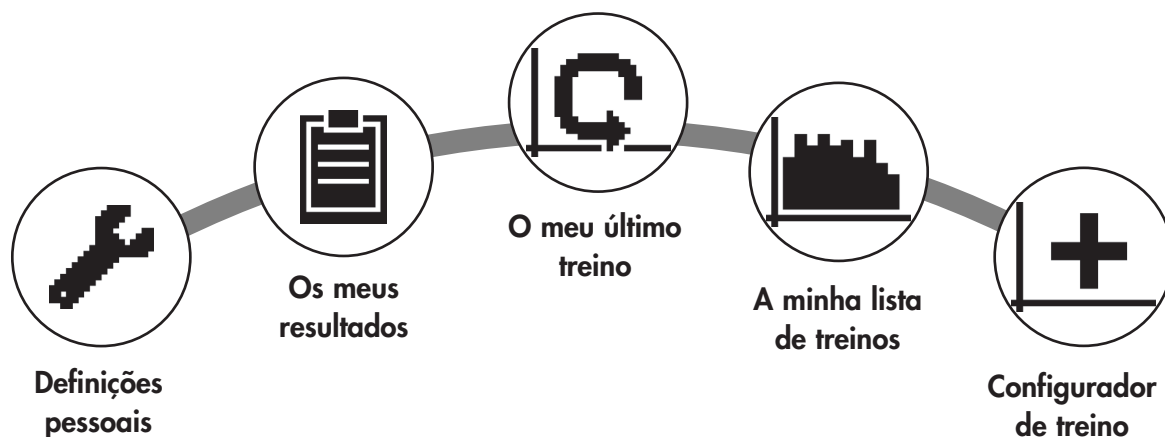 Definições
pessoais
Os meus
resultados
O meu último
treino
A minha lista
de treinos
Configurador
de treino